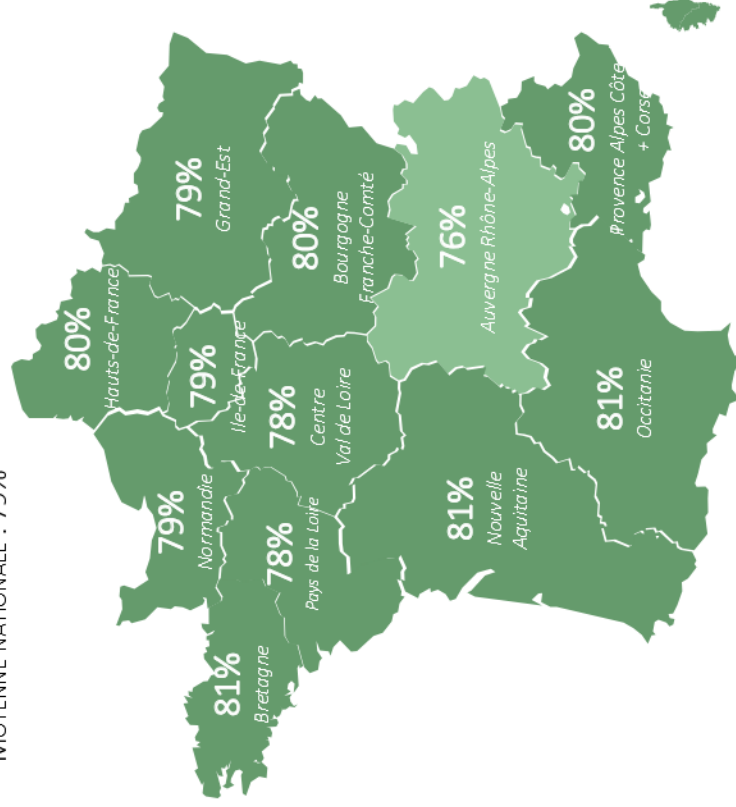 MOYENNE NATIONALE : 79%
80%
Hauts-de-France
79%
Normandie
79%
Ile-de-France
79%
Grand-Est
81%
Bretagne
78%
Pays de la Loire
78%
Centre
Val de Loire
80%
Bourgogne
Franche-Comté
81%
Nouvelle
Aquitaine
76%
Auvergne Rhône-Alpes
81%
Occitanie
80%
Provence Alpes Côte
+ Corse